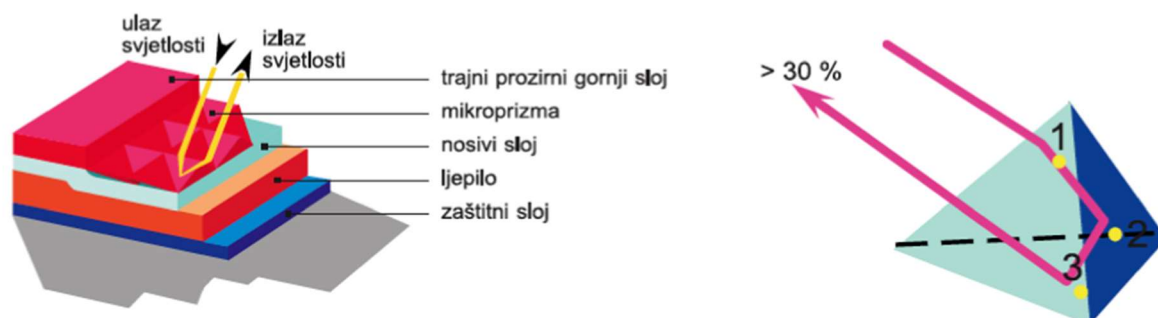 ulaz
svjetlosti
izlaz
svjetlosti
trajni prozirni gornji sloj
mikroprizma
nosivi sloj
ljepilo
zaštitni sloj
> 30 %
1
2
3